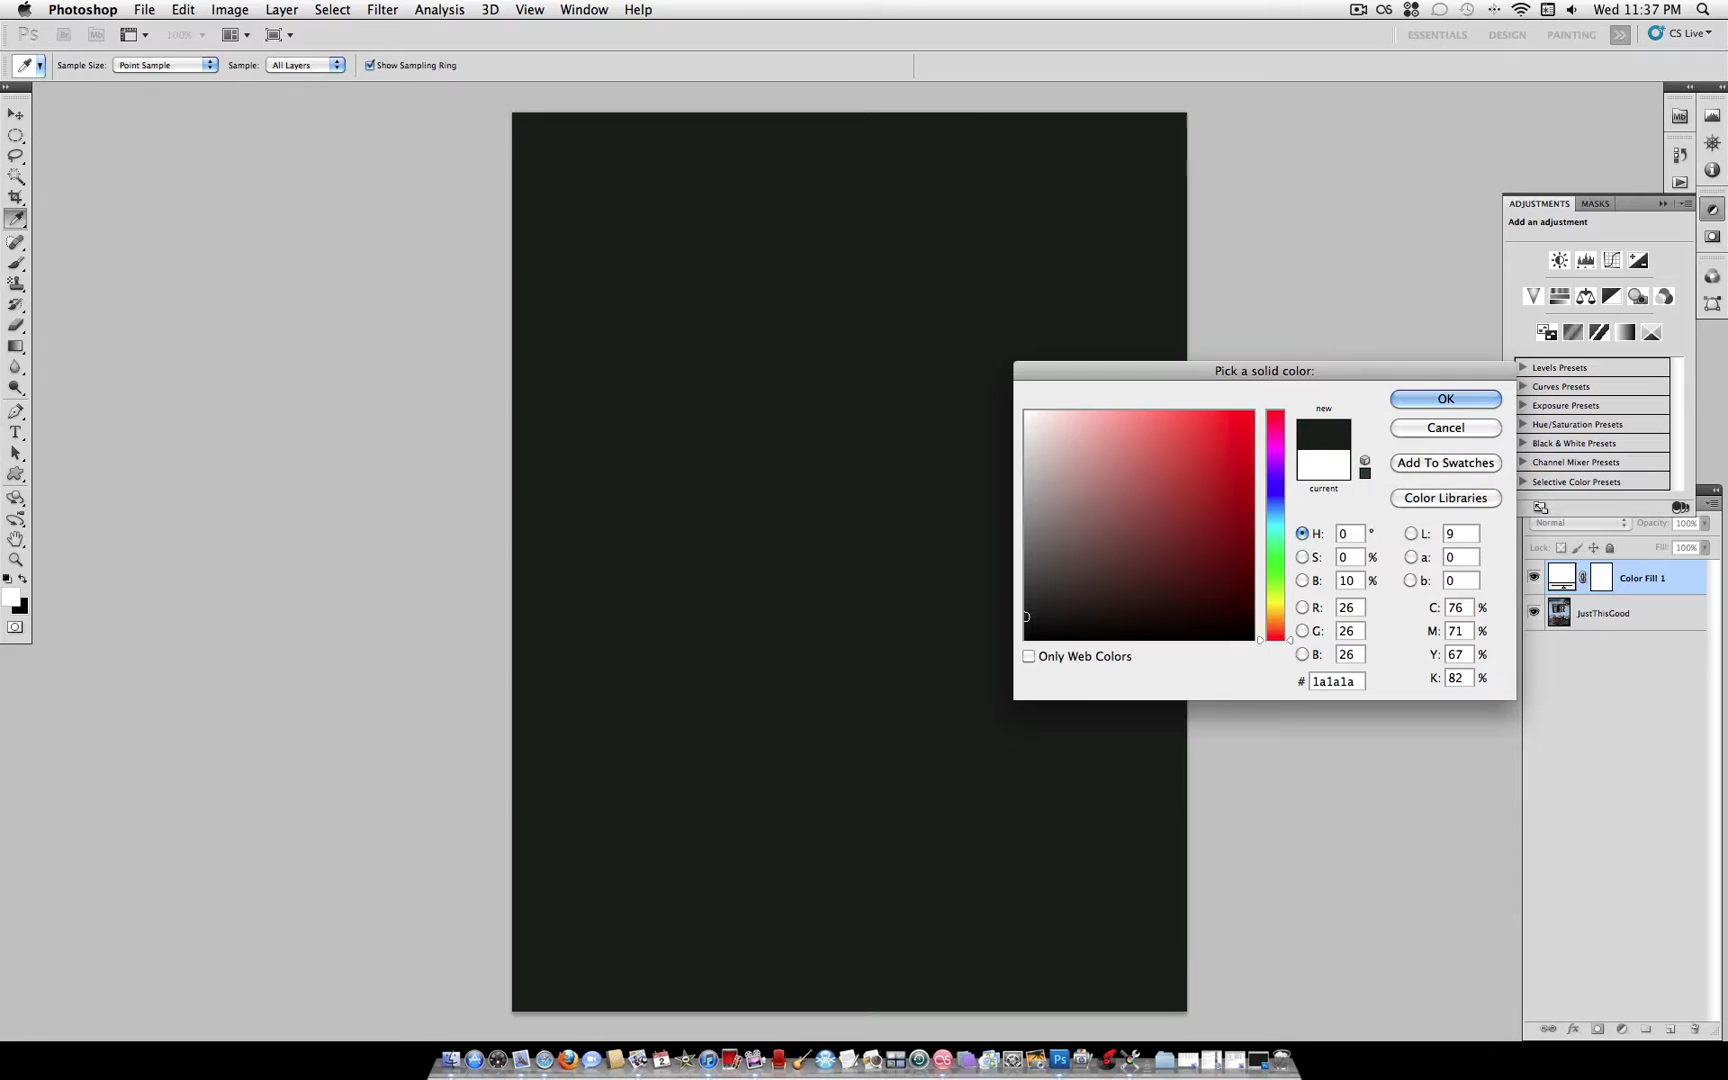 Photoshop File Edit Image Layer Select Filter Analysis 3D View Window Help Wed 11:37 PM
Ps Br Mb 100% ESSENTIALS DESIGN PAINTING CS Live
Sample Size: Point Sample Sample: All Layers Show Sampling Ring
Mb
ADJUSTMENTS MASKS
Add an adjustment
Pick a solid color:
Levels Presets
Curves Presets
Exposure Presets
Hue/Saturation Presets
Black & White Presets
Channel Mixer Presets
Selective Color Presets
new
current
OK
Cancel
Add To Swatches
Color Libraries
H: 0 ° L: 9
S: 0 % a: 0
B: 10 % b: 0
R: 26 C: 76 %
G: 26 M: 71 %
B: 26 Y: 67 %
# 1a1a1a K: 82 %
Only Web Colors
Normal Opacity: 100%
Lock: Fill: 100%
Color Fill 1
JustThisGood